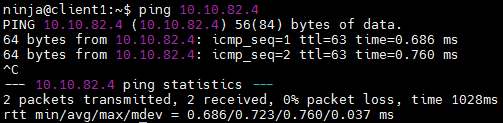 ninja@client1:~$ ping 10.10.82.4
PING 10.10.82.4 (10.10.82.4) 56(84) bytes of data.
64 bytes from 10.10.82.4: icmp_seq=1 ttl=63 time=0.686 ms
64 bytes from 10.10.82.4: icmp_seq=2 ttl=63 time=0.760 ms
^C
--- 10.10.82.4 ping statistics ---
2 packets transmitted, 2 received, 0% packet loss, time 1028ms
rtt min/avg/max/mdev = 0.686/0.723/0.760/0.037 ms